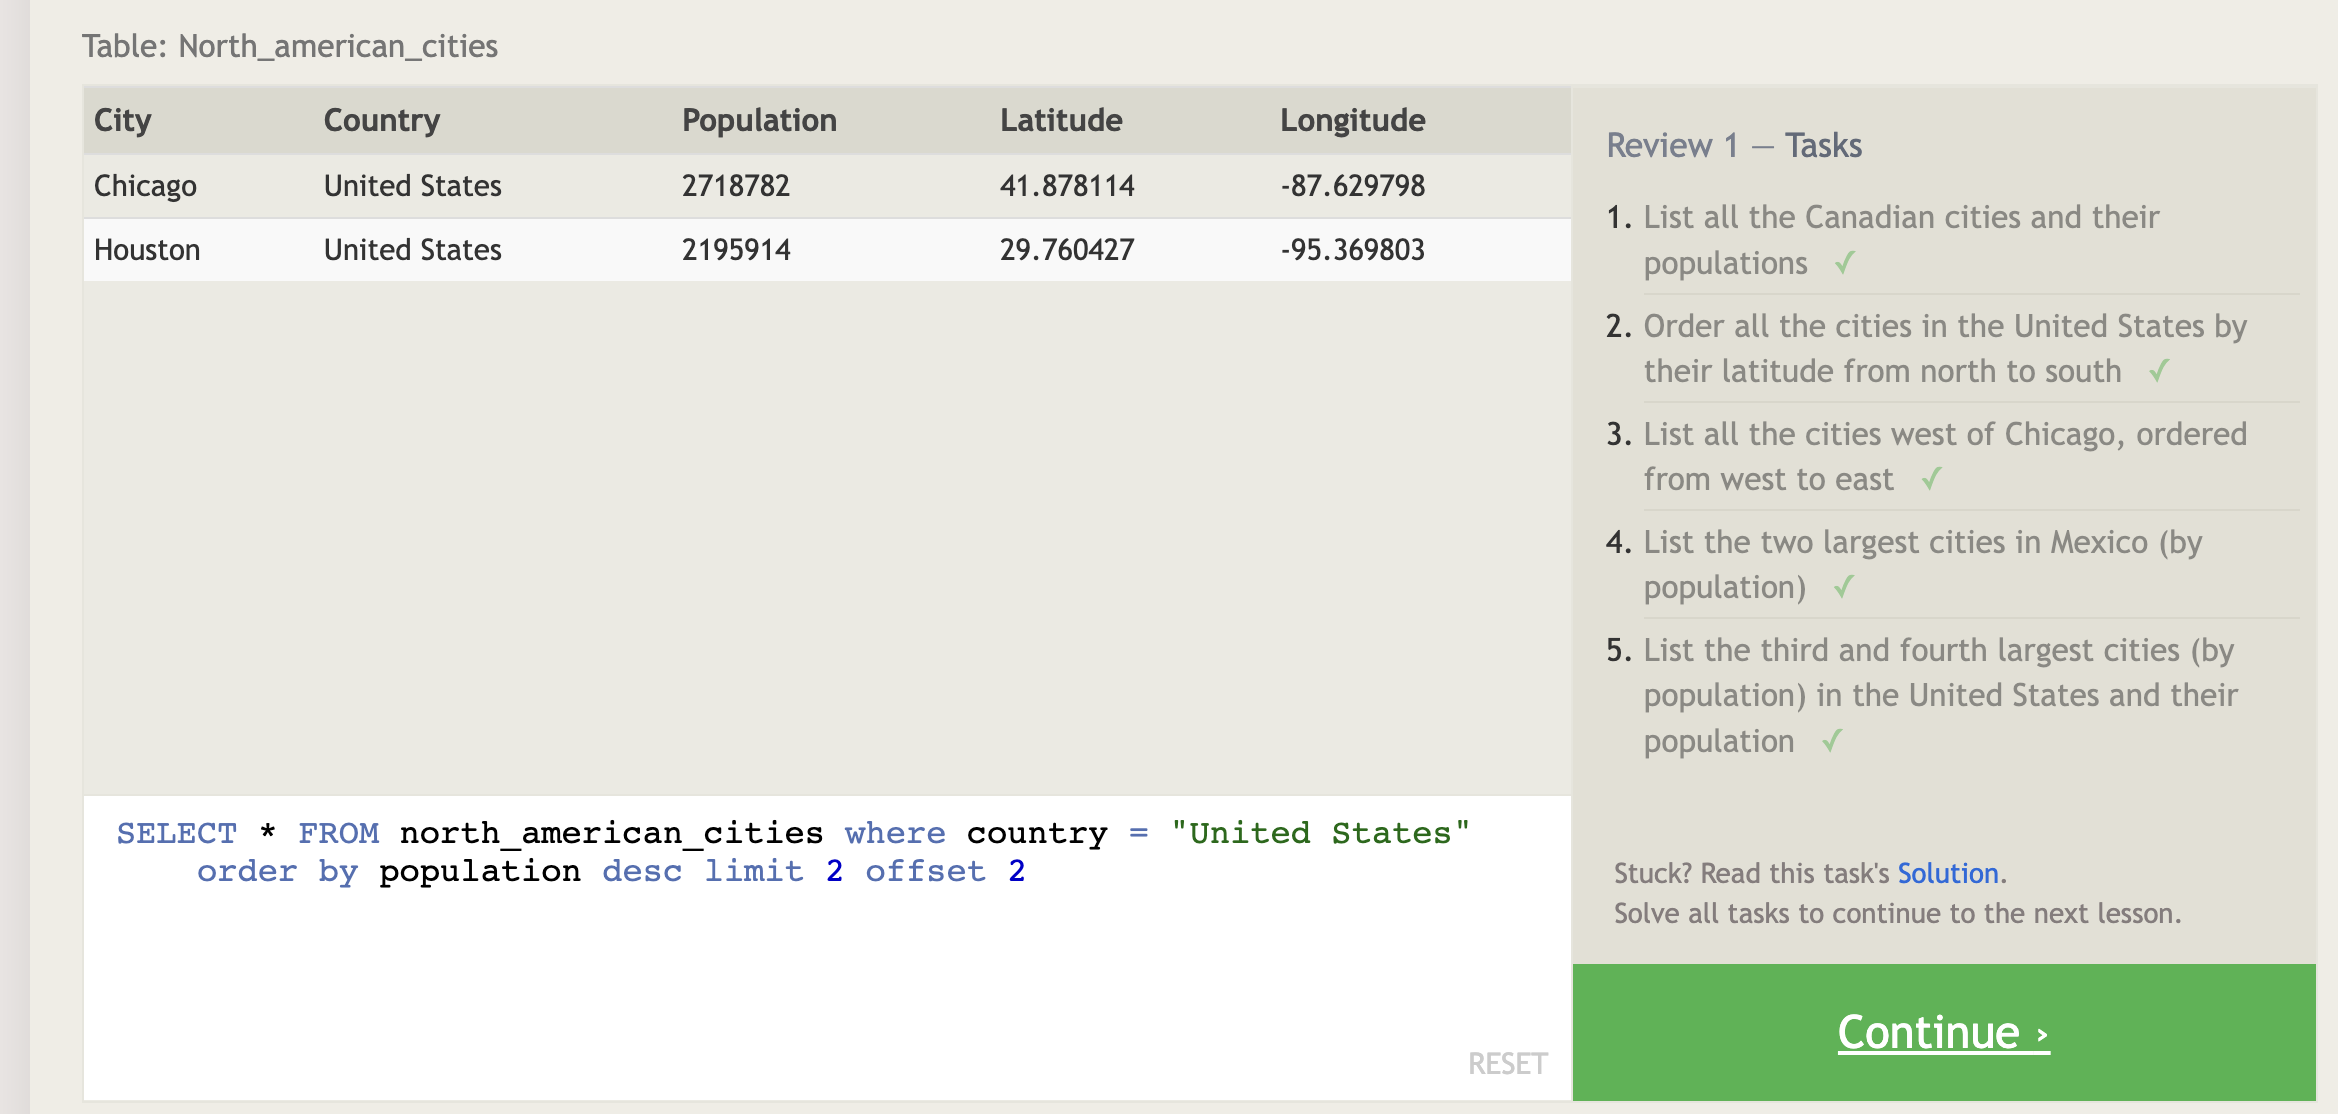 Table: North_american_cities
City Country Population Latitude Longitude
Chicago United States 2718782 41.878114 -87.629798
Houston United States 2195914 29.760427 -95.369803
SELECT * FROM north_american_cities where country = "United States"
order by population desc limit 2 offset 2
RESET
Review 1 — Tasks
1. List all the Canadian cities and their
populations ✓
2. Order all the cities in the United States by
their latitude from north to south ✓
3. List all the cities west of Chicago, ordered
from west to east ✓
4. List the two largest cities in Mexico (by
population) ✓
5. List the third and fourth largest cities (by
population) in the United States and their
population ✓
Stuck? Read this task's Solution.
Solve all tasks to continue to the next lesson.
Continue ›